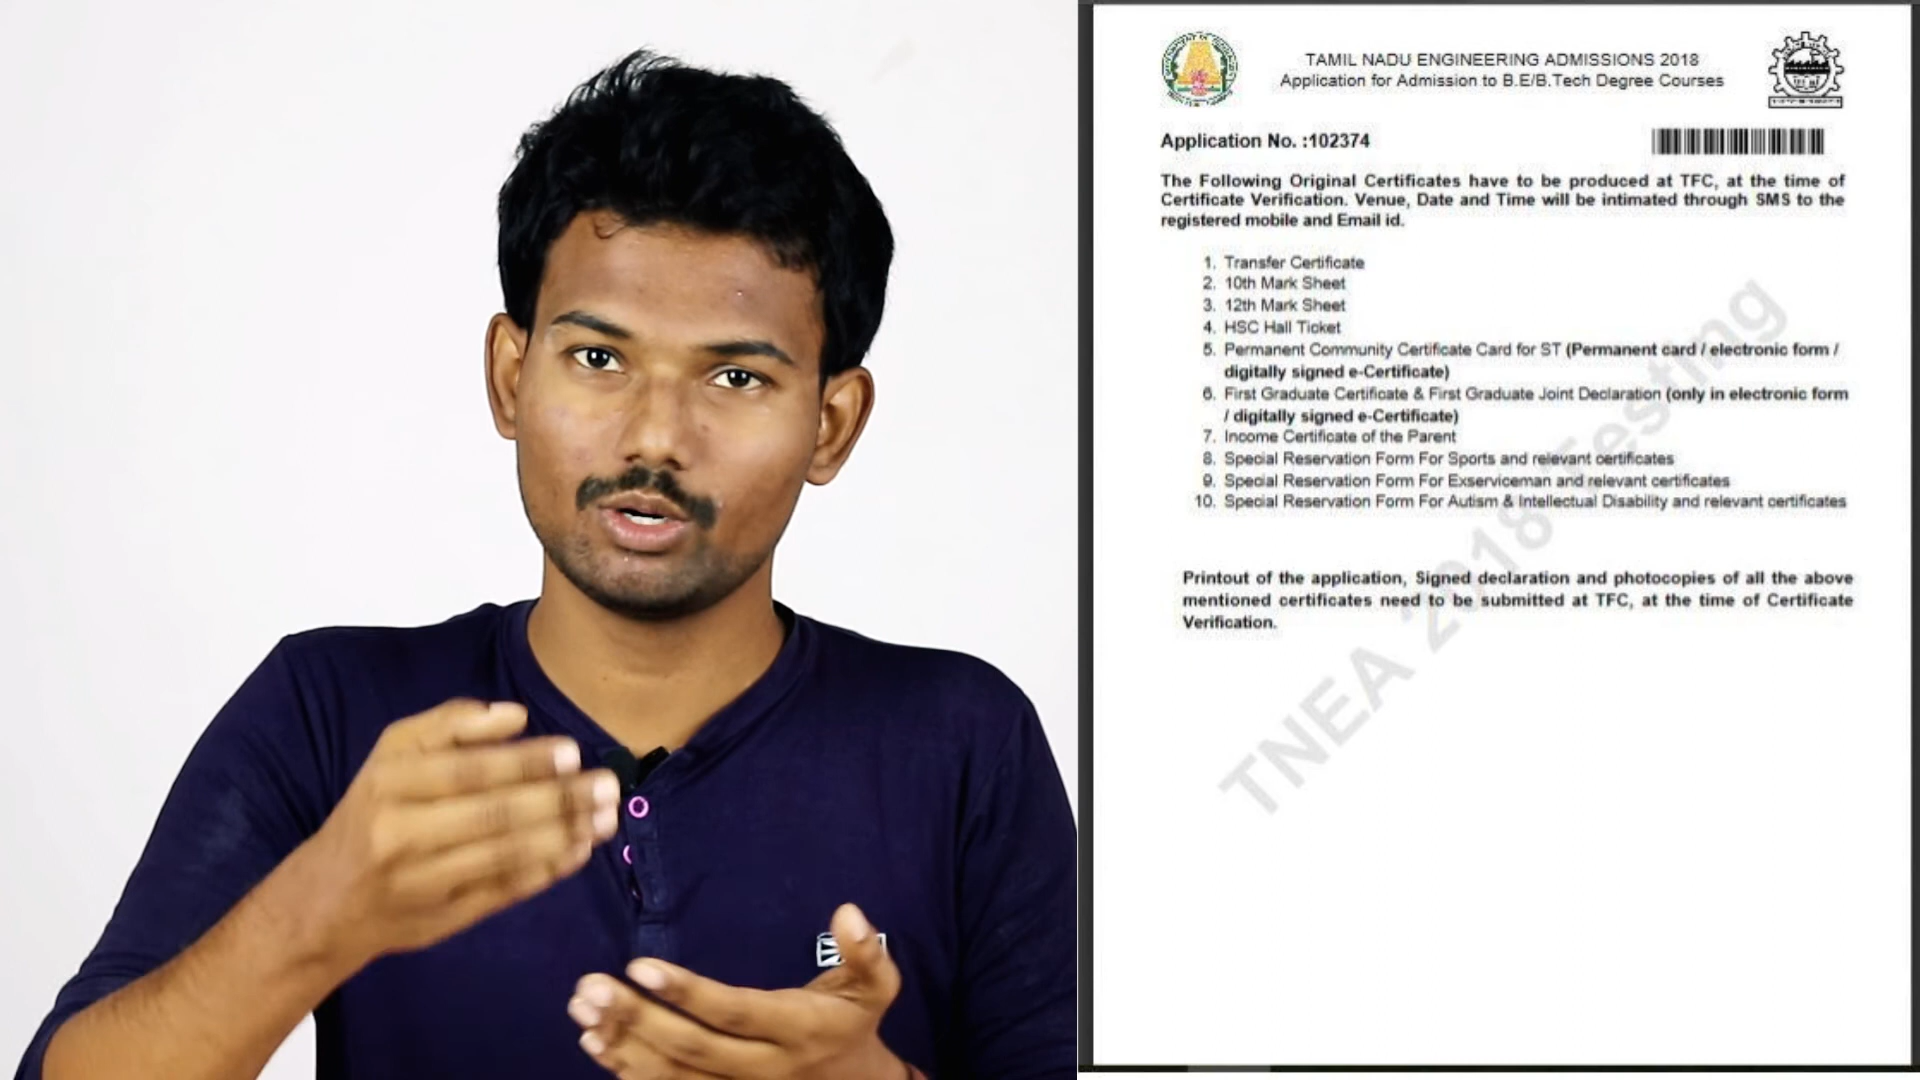 TAMIL NADU ENGINEERING ADMISSIONS 2018
Application for Admission to B.E/B.Tech Degree Courses
Application No. :102374
The Following Original Certificates have to be produced at TFC, at the time of
Certificate Verification. Venue, Date and Time will be intimated through SMS to the
registered mobile and Email id.
1. Transfer Certificate
2. 10th Mark Sheet
3. 12th Mark Sheet
4. HSC Hall Ticket
5. Permanent Community Certificate Card for ST (Permanent card / electronic form /
digitally signed e-Certificate)
6. First Graduate Certificate & First Graduate Joint Declaration (only in electronic form
/ digitally signed e-Certificate)
7. Income Certificate of the Parent
8. Special Reservation Form For Sports and relevant certificates
9. Special Reservation Form For Exserviceman and relevant certificates
10. Special Reservation Form For Autism & Intellectual Disability and relevant certificates
Printout of the application, Signed declaration and photocopies of all the above
mentioned certificates need to be submitted at TFC, at the time of Certificate
Verification.
TNEA 2018 Testing